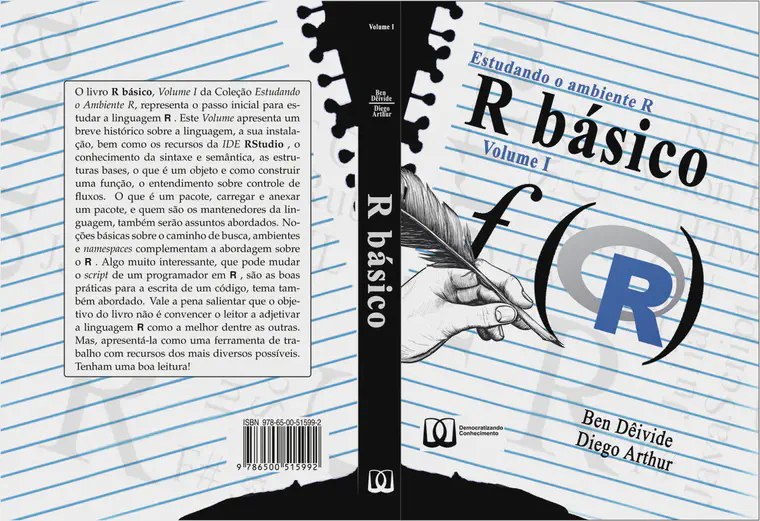 O livro R básico, Volume I da Coleção Estudando
o Ambiente R, representa o passo inicial para es-
tudar a linguagem R . Este Volume apresenta um
breve histórico sobre a linguagem, a sua instala-
ção, bem como os recursos da IDE RStudio , o
conhecimento da sintaxe e semântica, as estru-
turas bases, o que é um objeto e como construir
uma função, o entendimento sobre controle de
fluxos. O que é um pacote, carregar e anexar
um pacote, e quem são os mantenedores da lin-
guagem, também serão assuntos abordados. No-
ções básicas sobre o caminho de busca, ambientes
e namespaces complementam a abordagem sobre
o R . Algo muito interessante, que pode mudar
o script de um programador em R , são as boas
práticas para a escrita de um código, tema tam-
bém abordado. Vale a pena salientar que o obje-
tivo do livro não é convencer o leitor a adjetivar
a linguagem R como a melhor dentre as outras.
Mas, apresentá-la como uma ferramenta de tra-
balho com recursos dos mais diversos possíveis.
Tenham uma boa leitura!
ISBN 978-65-00-51599-2
9 786500 515992
Volume I
Ben
Dêivide
Diego
Arthur
R básico
Estudando o ambiente R
R básico
Volume I
f (R)
Democratizando
Conhecimento
Ben Dêivide
Diego Arthur
R
R
JavaScript